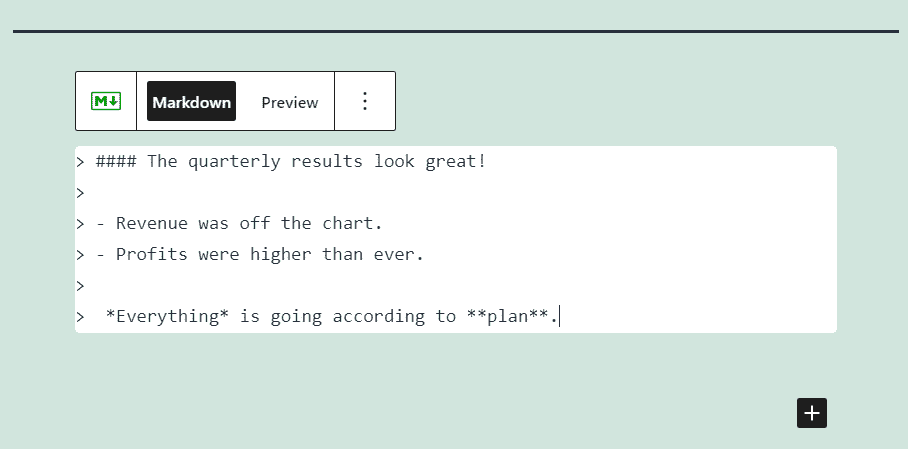 M↓ Markdown Preview
> #### The quarterly results look great!
>
> - Revenue was off the chart.
> - Profits were higher than ever.
>
>  *Everything* is going according to **plan**.